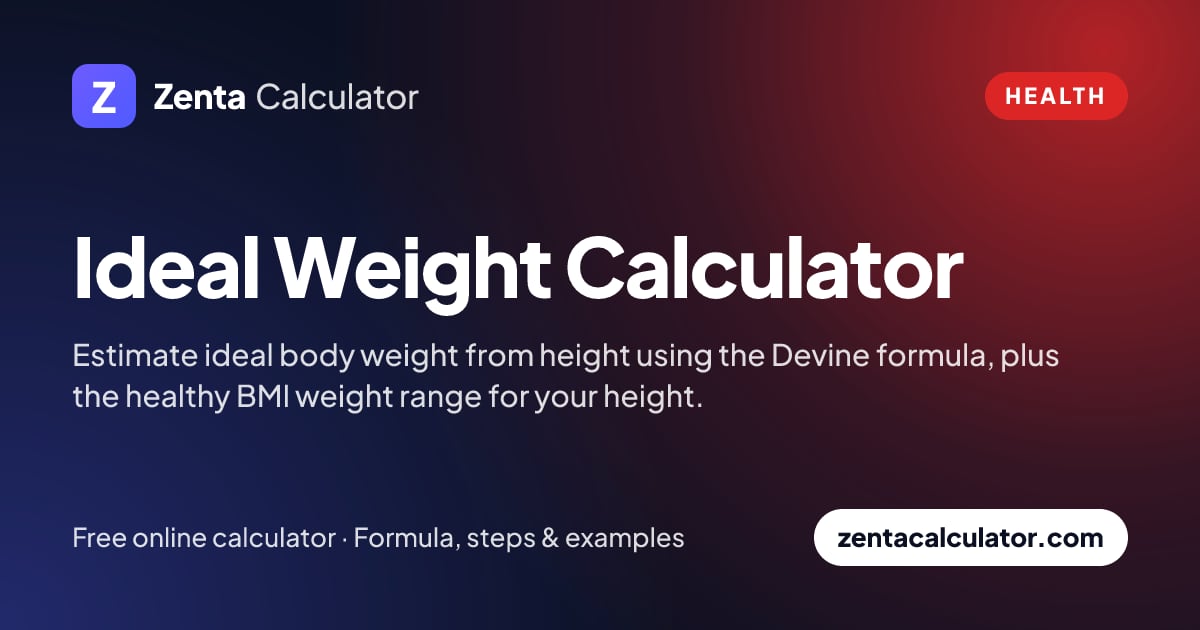 Z Zenta Calculator
HEALTH
Ideal Weight Calculator
Estimate ideal body weight from height using the Devine formula, plus
the healthy BMI weight range for your height.
Free online calculator · Formula, steps & examples
zentacalculator.com